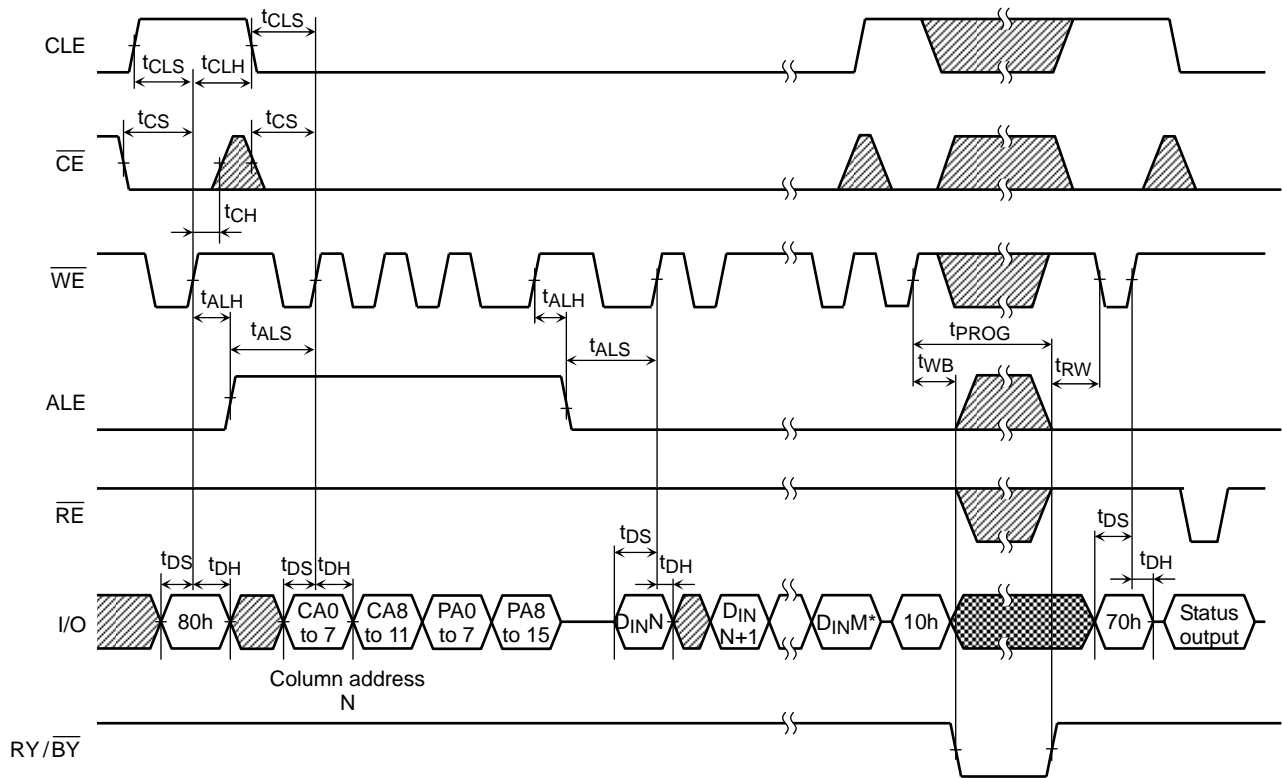 CLE
tCLS
tCLS
tCLH
CE
tCS
tCS
tCH
WE
tALH
tALS
tALH
tALS
tPROG
tWB
tRW
ALE
RE
tDS
tDH
tDS
tDH
tDS
tDH
tDS
tDH
I/O
80h
CA0 to 7
CA8 to 11
PA0 to 7
PA8 to 15
DINN
DIN N+1
DINM*
10h
70h
Status output
Column address
N
RY/BY